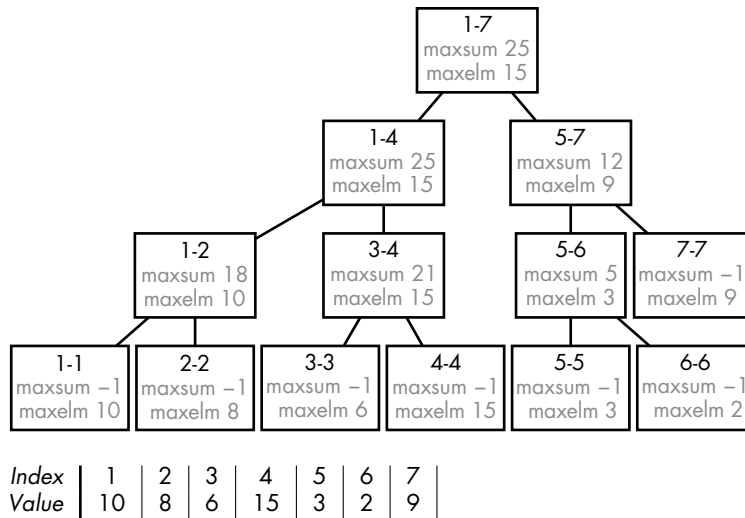 1-7
maxsum 25
maxelm 15
1-4
maxsum 25
maxelm 15
5-7
maxsum 12
maxelm 9
1-2
maxsum 18
maxelm 10
3-4
maxsum 21
maxelm 15
5-6
maxsum 5
maxelm 3
7-7
maxsum −1
maxelm 9
1-1
maxsum −1
maxelm 10
2-2
maxsum −1
maxelm 8
3-3
maxsum −1
maxelm 6
4-4
maxsum −1
maxelm 15
5-5
maxsum −1
maxelm 3
6-6
maxsum −1
maxelm 2
Index 1 2 3 4 5 6 7
Value 10 8 6 15 3 2 9